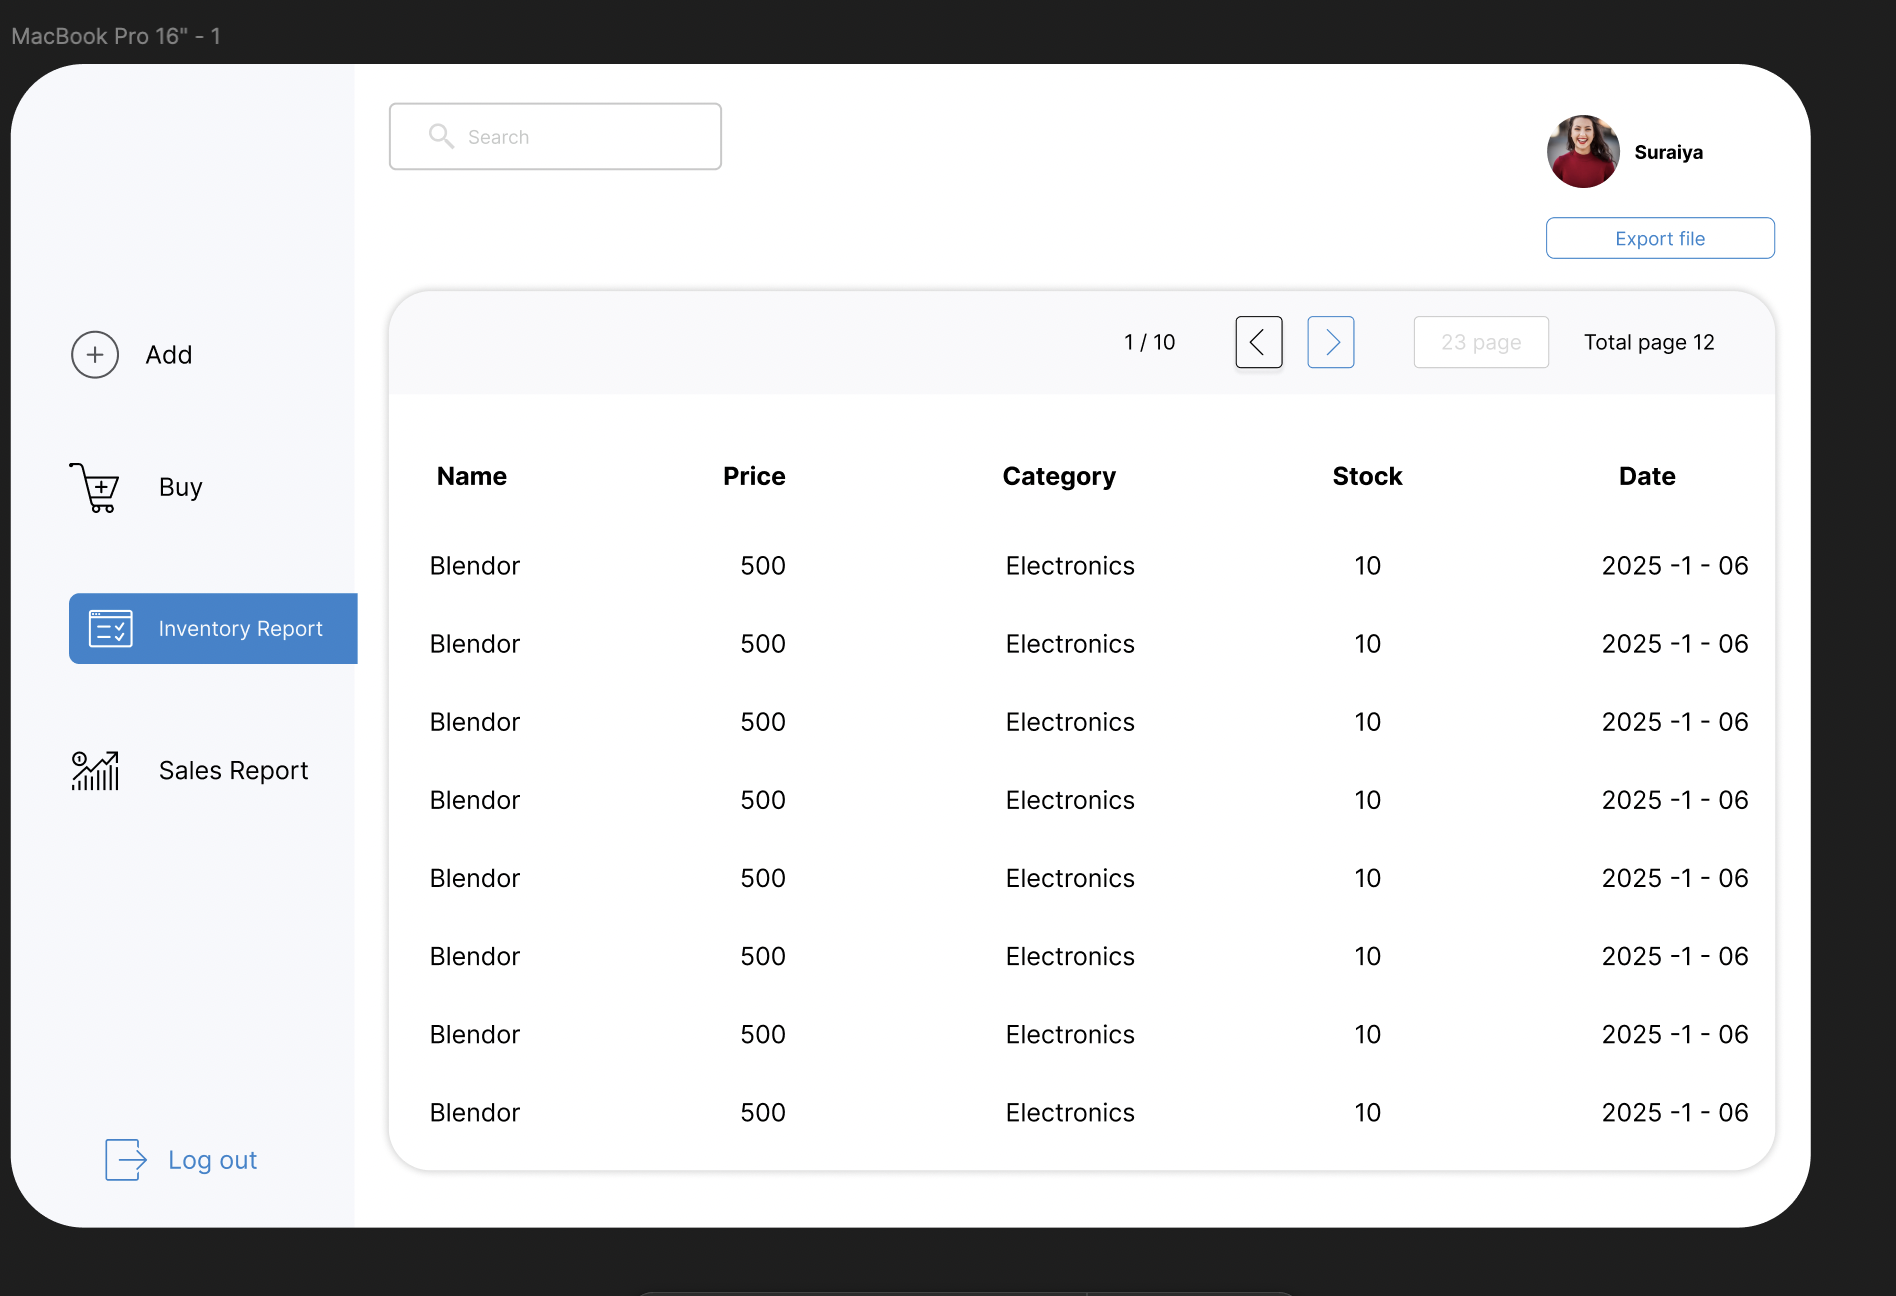 MacBook Pro 16" - 1
Search
Suraiya
Export file
Add
Buy
Inventory Report
Sales Report
Log out
1 / 10
23 page
Total page 12
Name Price Category Stock Date
Blendor 500 Electronics 10 2025 -1 - 06
Blendor 500 Electronics 10 2025 -1 - 06
Blendor 500 Electronics 10 2025 -1 - 06
Blendor 500 Electronics 10 2025 -1 - 06
Blendor 500 Electronics 10 2025 -1 - 06
Blendor 500 Electronics 10 2025 -1 - 06
Blendor 500 Electronics 10 2025 -1 - 06
Blendor 500 Electronics 10 2025 -1 - 06